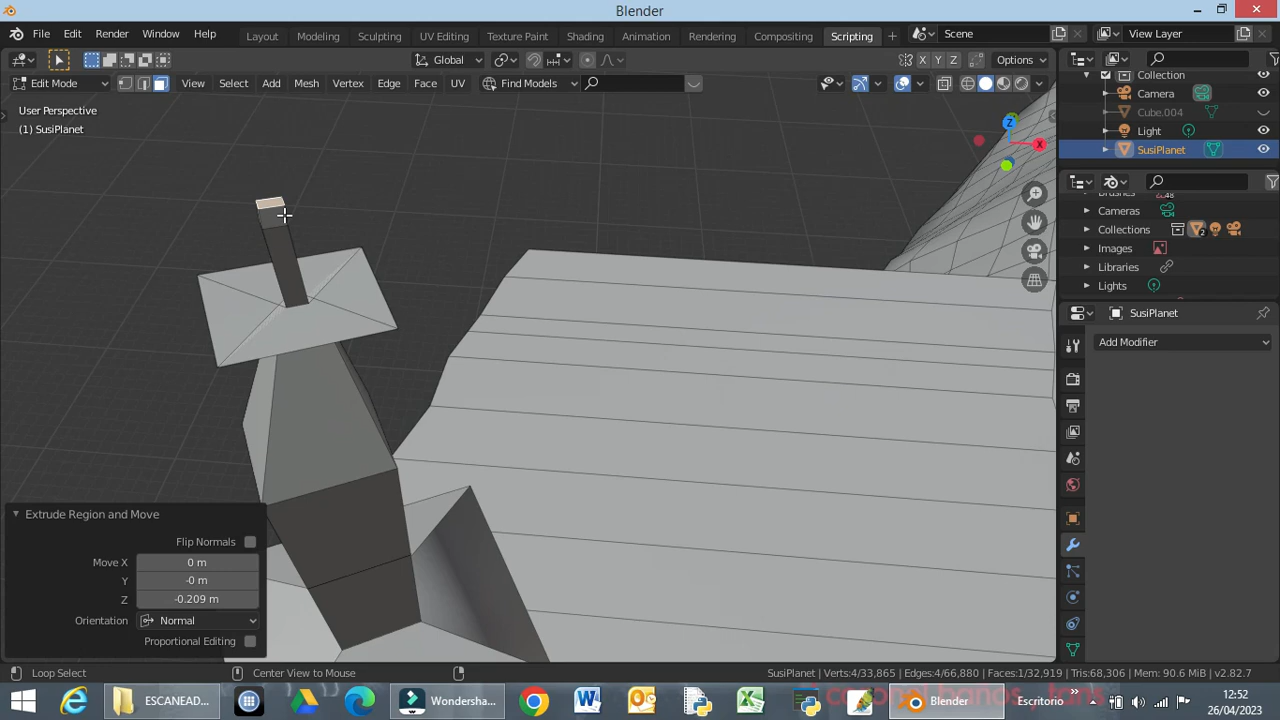 Blender
File Edit Render Window Help Layout Modeling Sculpting UV Editing Texture Paint Shading Animation Rendering Compositing Scripting + Scene View Layer
Global X Y Z Options
Edit Mode View Select Add Mesh Vertex Edge Face UV Find Models
User Perspective
(1) SusiPlanet
Z
X
Collection
Camera
Cube.004
Light
SusiPlanet
Cameras
Collections 2
Images
Libraries
Lights
SusiPlanet
Add Modifier
Extrude Region and Move
Flip Normals
Move X 0 m
Y -0 m
Z -0.209 m
Orientation Normal
Proportional Editing
Loop Select Center View to Mouse SusiPlanet | Verts:4/33,865 | Edges:4/66,880 | Faces:1/32,919 | Tris:68,306 | Mem: 90.6 MiB | v2.82.7
ESCANEAD... Wondersha... Blender Escritorio 12:52
26/04/2023